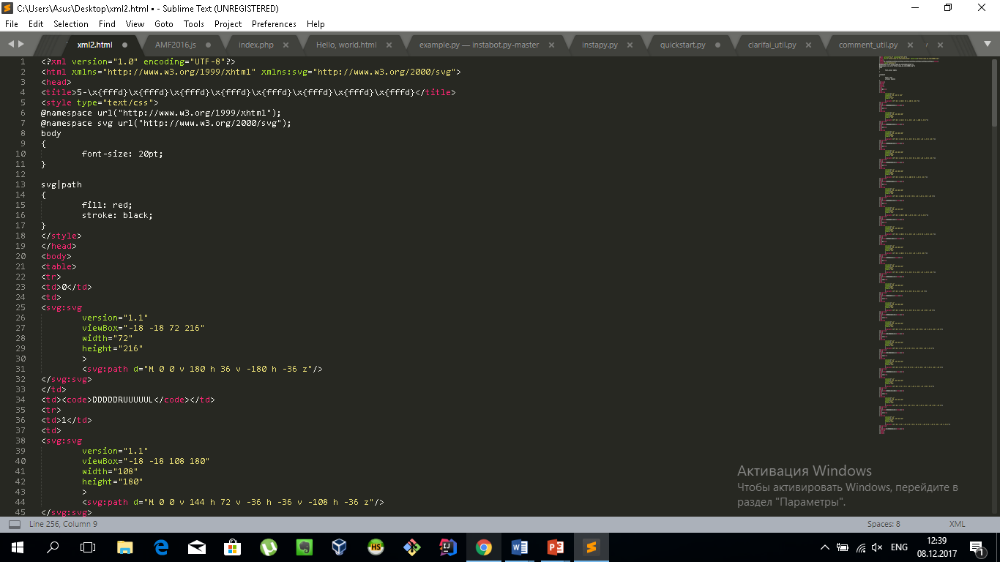 C:\Users\Asus\Desktop\xml2.html • - Sublime Text (UNREGISTERED)
File Edit Selection Find View Goto Tools Project Preferences Help
xml2.html AMF2016.js index.php Hello, world.html example.py — instabot.py-master instapy.py quickstart.py clarifai_util.py comment_util.py
1 <?xml version="1.0" encoding="UTF-8"?>
2 <html xmlns="http://www.w3.org/1999/xhtml" xmlns:svg="http://www.w3.org/2000/svg">
3 <head>
4 <title>5-\x{fffd}\x{fffd}\x{fffd}\x{fffd}\x{fffd}\x{fffd}\x{fffd}\x{fffd}\x{fffd}</title>
5 <style type="text/css">
6 @namespace url("http://www.w3.org/1999/xhtml");
7 @namespace svg url("http://www.w3.org/2000/svg");
8 body
9 {
10 font-size: 20pt;
11 }
12
13 svg|path
14 {
15 fill: red;
16 stroke: black;
17 }
18 </style>
19 </head>
20 <body>
21 <table>
22 <tr>
23 <td>0</td>
24 <td>
25 <svg:svg
26 version="1.1"
27 viewBox="-18 -18 72 216"
28 width="72"
29 height="216"
30 >
31 <svg:path d="M 0 0 v 180 h 36 v -180 h -36 z"/>
32 </svg:svg>
33 </td>
34 <td><code>DDDDDRUUUUUL</code></td>
35 <tr>
36 <td>1</td>
37 <td>
38 <svg:svg
39 version="1.1"
40 viewBox="-18 -18 108 180"
41 width="108"
42 height="180"
43 >
44 <svg:path d="M 0 0 v 144 h 72 v -36 h -36 v -108 h -36 z"/>
45 </svg:svg>
Активация Windows
Чтобы активировать Windows, перейдите в
раздел "Параметры".
Line 256, Column 9 Spaces: 8 XML
ENG 12:39
08.12.2017